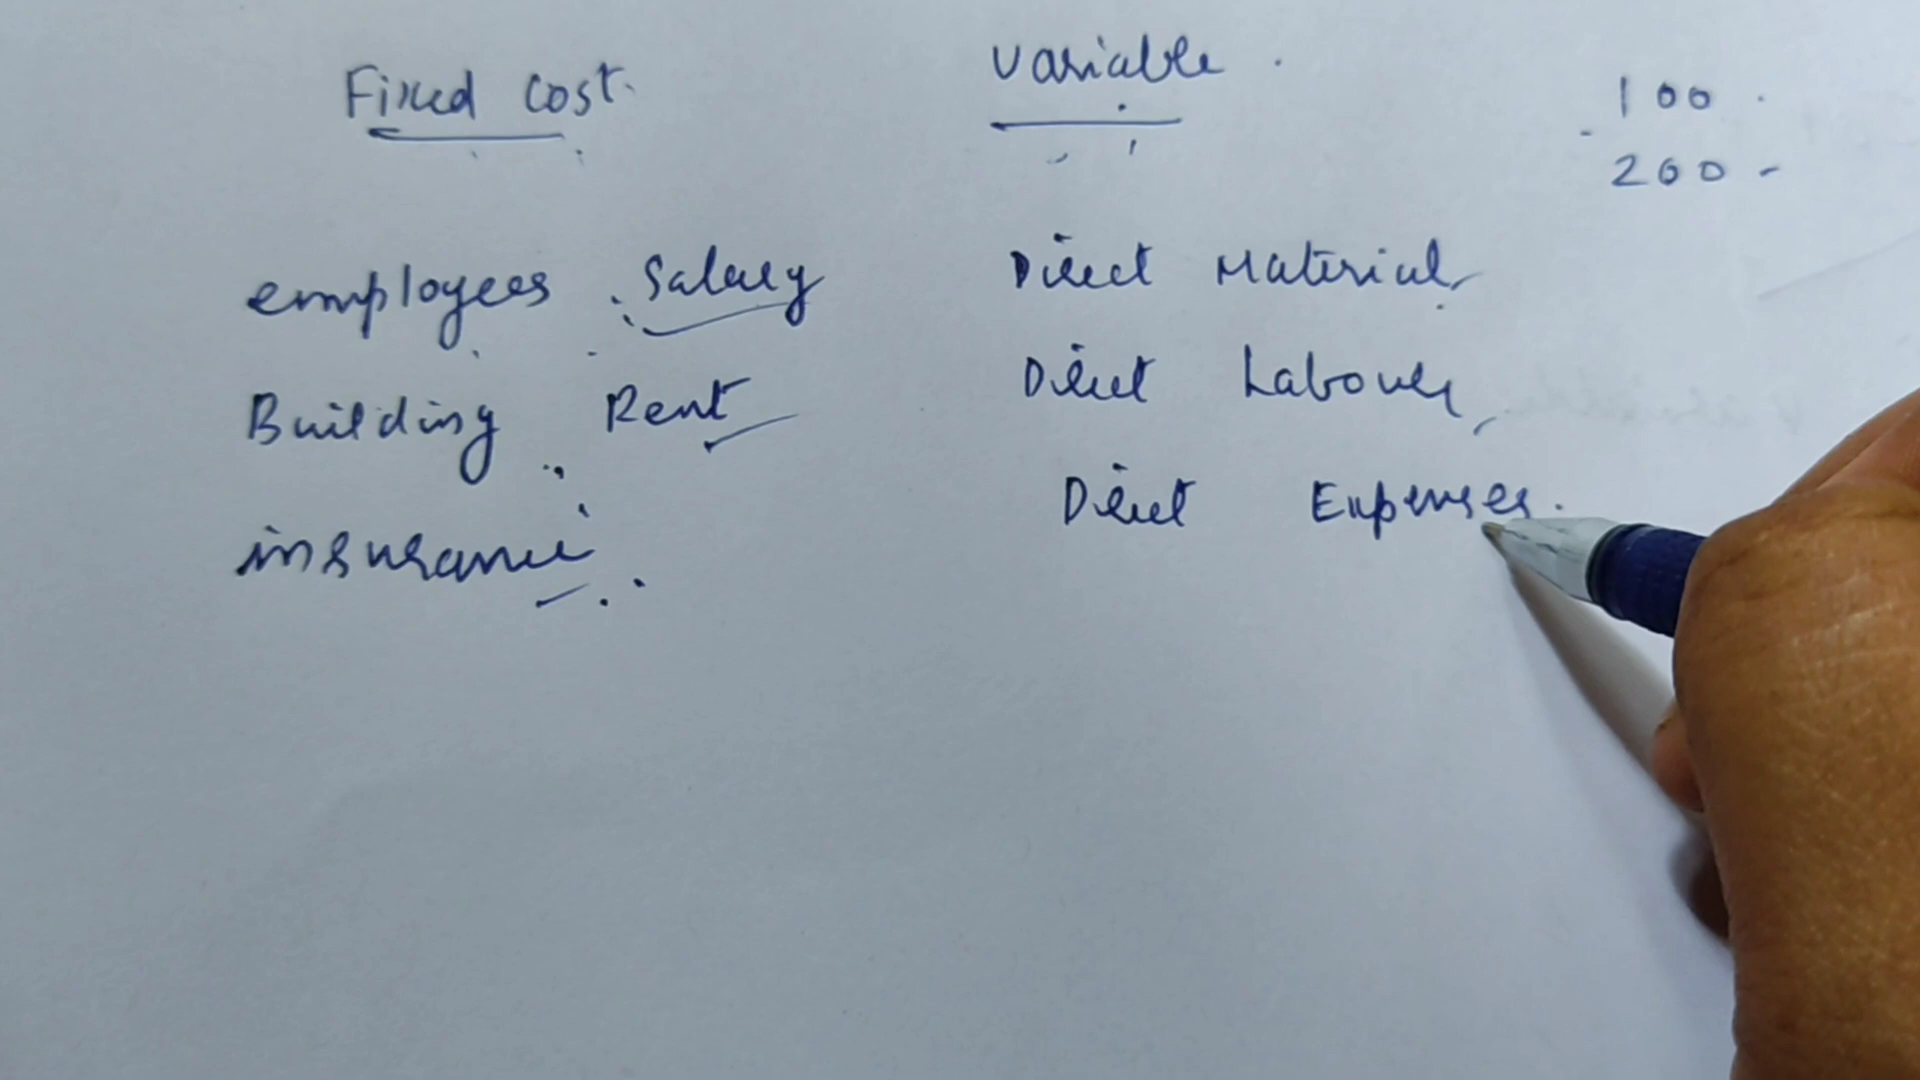 Fixed Cost.
employees Salary
Building Rent
insurance
Variable
Direct Material
Direct Labour
Direct Expenses.
100
200